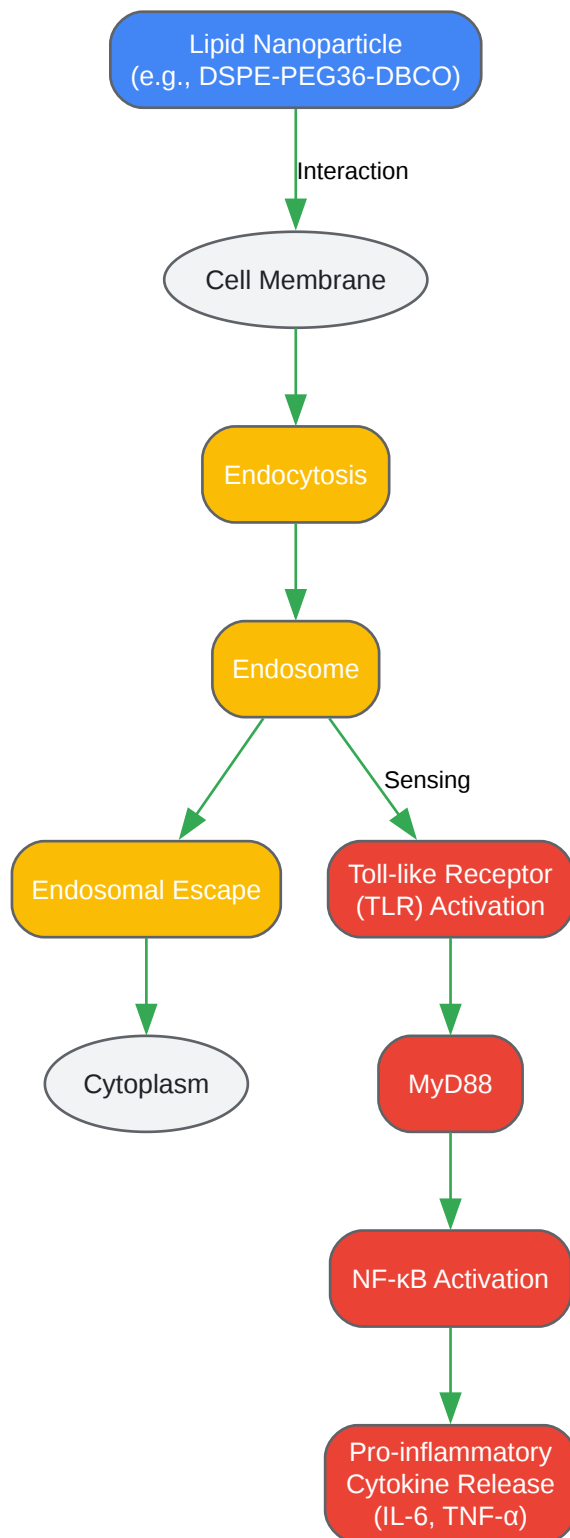 Lipid Nanoparticle
(e.g., DSPE-PEG36-DBCO)
Interaction
Cell Membrane
Endocytosis
Endosome
Sensing
Endosomal Escape
Toll-like Receptor
(TLR) Activation
Cytoplasm
MyD88
NF-κB Activation
Pro-inflammatory
Cytokine Release
(IL-6, TNF-α)